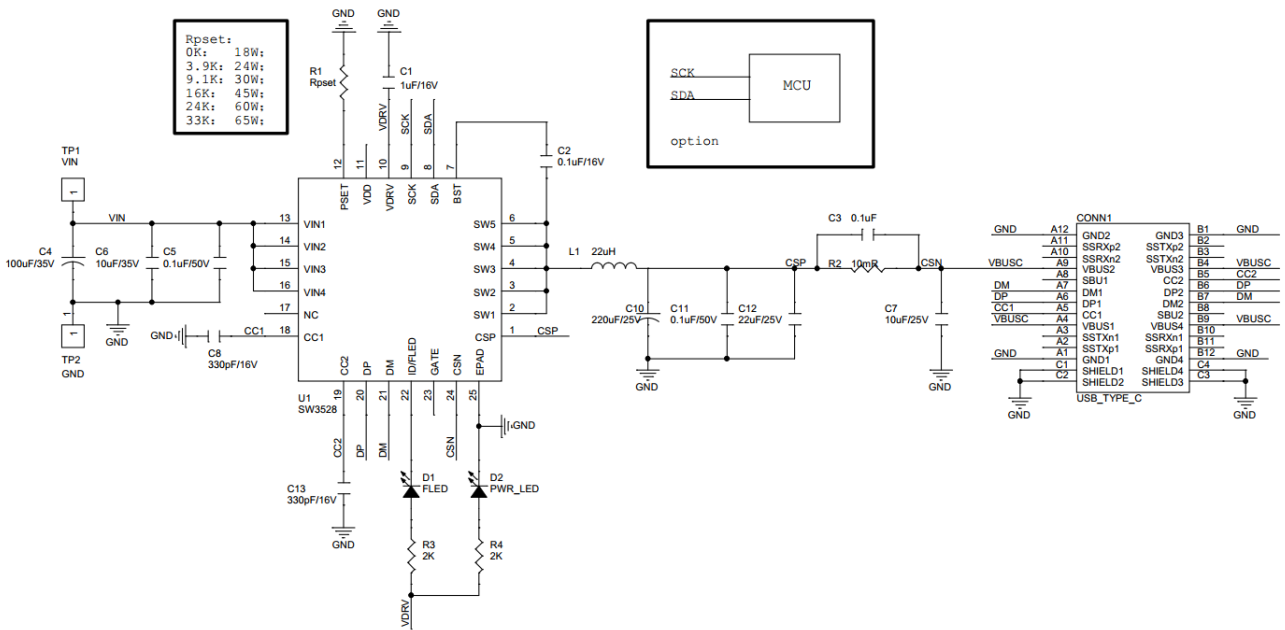 Rpset:
0K: 18W;
3.9K: 24W;
9.1K: 30W;
16K: 45W;
24K: 60W;
33K: 65W;
GND
GND
R1
Rpset
C1
1uF/16V
VDRV
SCK
SDA
SCK
SDA
MCU
option
C2
0.1uF/16V
12
11
10
9
8
7
PSET
VDD
VDRV
SCK
SDA
BST
TP1
VIN
1
VIN
13
VIN1
14
VIN2
15
VIN3
16
VIN4
17
NC
18
CC1
SW5
6
SW4
5
SW3
4
SW2
3
SW1
2
CSP
1
CSP
C4
100uF/35V
C6
10uF/35V
C5
0.1uF/50V
1
1
TP2
GND
GND
GND
CC1
C8
330pF/16V
L1
22uH
C3
0.1uF
CSP
R2
10mR
CSN
C10
220uF/25V
C11
0.1uF/50V
C12
22uF/25V
GND
C7
10uF/25V
GND
CONN1
GND A12 GND2 GND3 B1 GND
A11 SSRXp2 SSTXp2 B2
A10 SSRXn2 SSTXn2 B3
VBUSC A9 VBUS2 VBUS3 B4 VBUSC
A8 SBU1 CC2 B5 CC2
DM A7 DM1 DP2 B6 DP
DP A6 DP1 DM2 B7 DM
CC1 A5 CC1 SBU2 B8
VBUSC A4 VBUS1 VBUS4 B9 VBUSC
A3 SSTXn1 SSRXn1 B10
A2 SSTXp1 SSRXp1 B11
GND A1 GND1 GND4 B12 GND
C1 SHIELD1 SHIELD4 C4
C2 SHIELD2 SHIELD3 C3
USB_TYPE_C
GND
GND
CC2
DP
DM
ID/FLED
GATE
CSN
EPAD
U1
SW3528
19
20
21
22
23
24
25
CC2
DP
DM
CSN
GND
C13
330pF/16V
GND
D1
FLED
D2
PWR_LED
R3
2K
R4
2K
VDRV